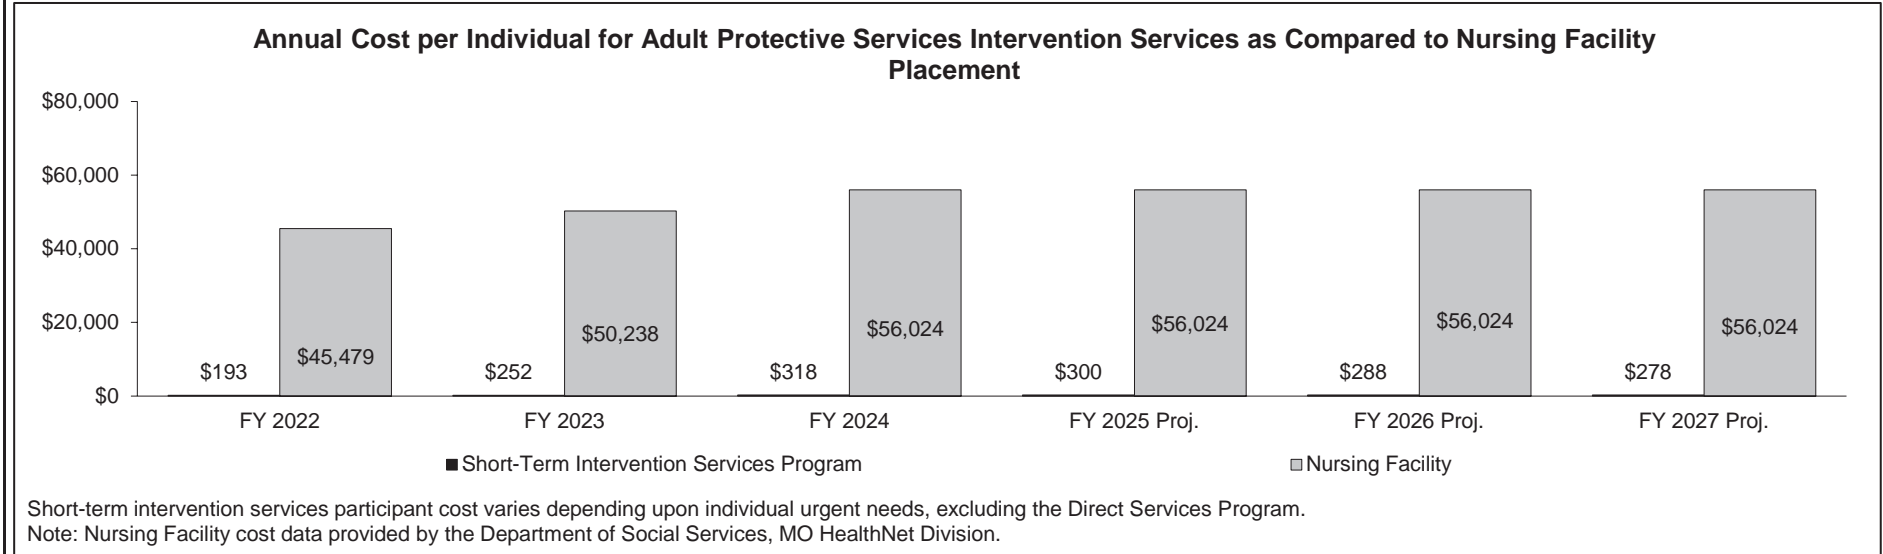 Annual Cost per Individual for Adult Protective Services Intervention Services as Compared to Nursing Facility
Placement
$80,000
$60,000
$40,000
$20,000
$0
$193
$45,479
$252
$50,238
$318
$56,024
$300
$56,024
$288
$56,024
$278
$56,024
FY 2022
FY 2023
FY 2024
FY 2025 Proj.
FY 2026 Proj.
FY 2027 Proj.
Short-Term Intervention Services Program
Nursing Facility
Short-term intervention services participant cost varies depending upon individual urgent needs, excluding the Direct Services Program.
Note: Nursing Facility cost data provided by the Department of Social Services, MO HealthNet Division.